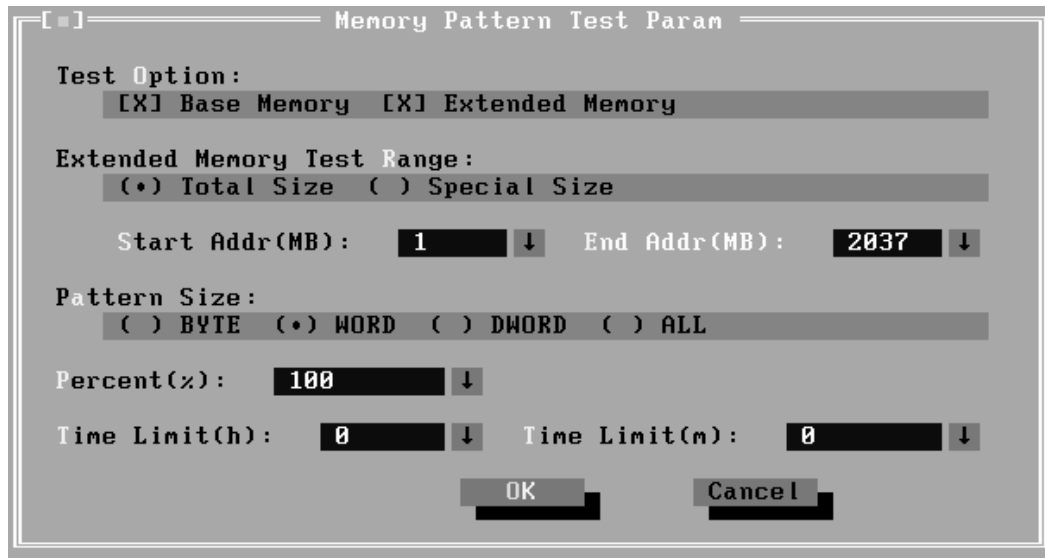 [■] Memory Pattern Test Param
Test Option:
[X] Base Memory [X] Extended Memory
Extended Memory Test Range:
(•) Total Size ( ) Special Size
Start Addr(MB): 1 ↓ End Addr(MB): 2037 ↓
Pattern Size:
( ) BYTE (•) WORD ( ) DWORD ( ) ALL
Percent(%): 100 ↓
Time Limit(h): 0 ↓ Time Limit(m): 0 ↓
OK Cancel